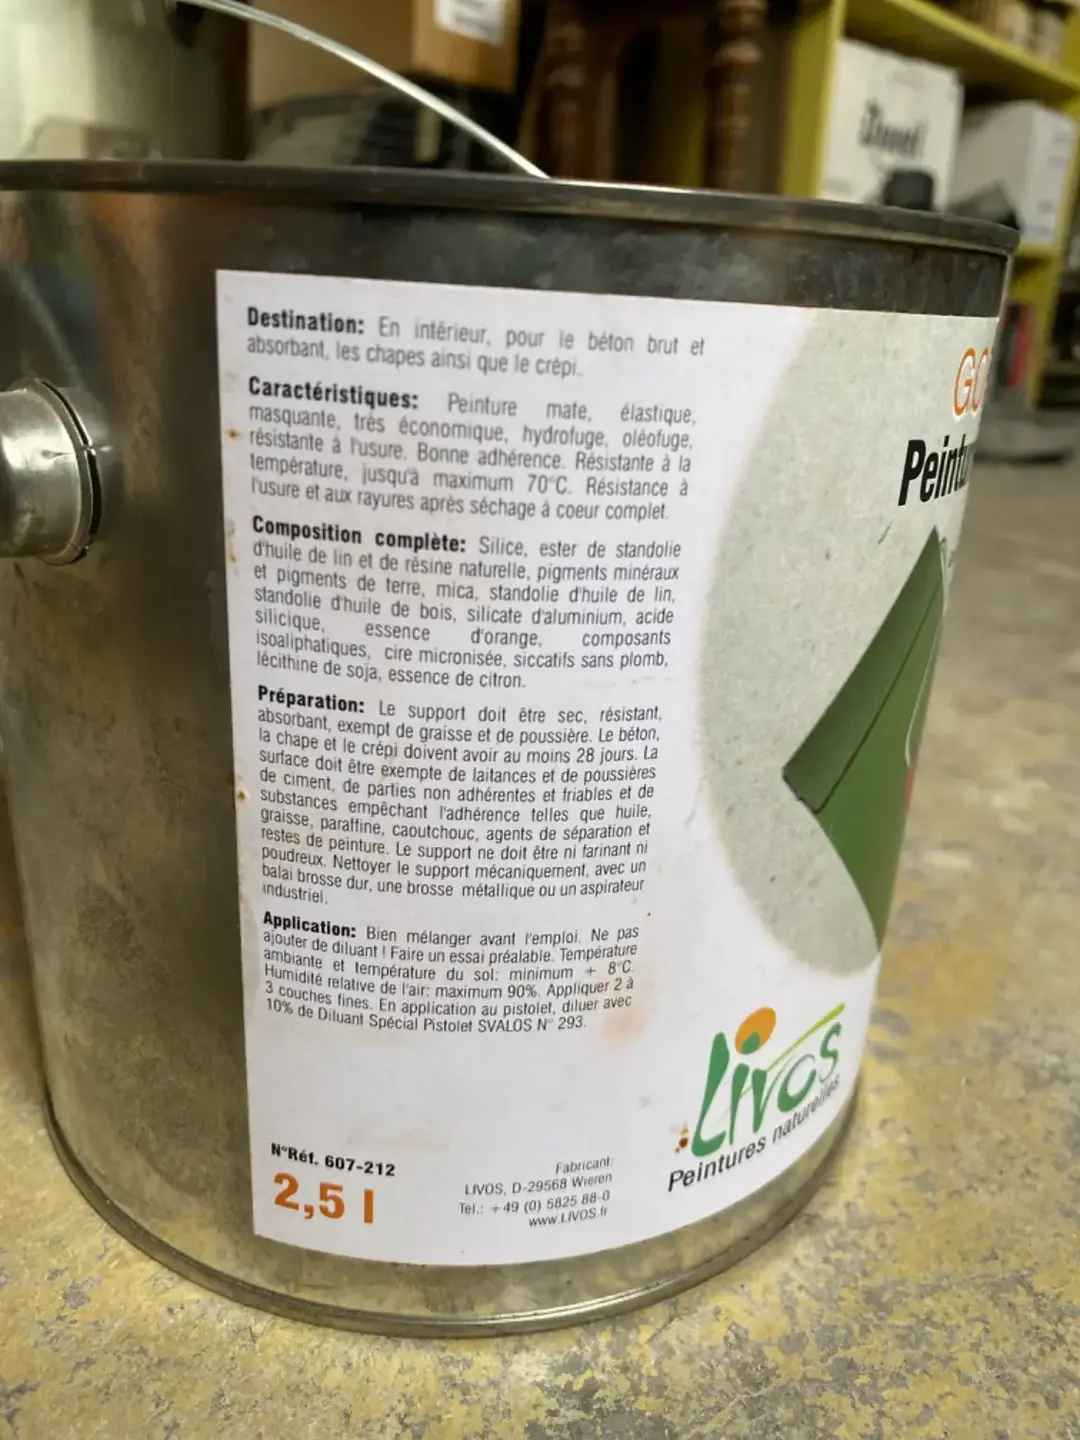 Duvel
Destination: En intérieur, pour le béton brut et
absorbant, les chapes ainsi que le crépi.
Caractéristiques: Peinture mate, élastique,
masquante, très économique, hydrofuge, oléofuge,
résistante à l'usure. Bonne adhérence. Résistante à la
température, jusqu'à maximum 70°C. Résistance à
l'usure et aux rayures après séchage à coeur complet.
Composition complète: Silice, ester de standolie
d'huile de lin et de résine naturelle, pigments minéraux
et pigments de terre, mica, standolie d'huile de lin,
standolie d'huile de bois, silicate d'aluminium, acide
silicique, essence d'orange, composants
isoaliphatiques, cire micronisée, siccatifs sans plomb,
lécithine de soja, essence de citron.
Préparation: Le support doit être sec, résistant,
absorbant, exempt de graisse et de poussière. Le béton,
la chape et le crépi doivent avoir au moins 28 jours. La
surface doit être exempte de laitances et de poussières
de ciment, de parties non adhérentes et friables et de
substances empêchant l'adhérence telles que huile,
graisse, paraffine, caoutchouc, agents de séparation et
restes de peinture. Le support ne doit être ni farinant ni
poudreux. Nettoyer le support mécaniquement, avec un
balai brosse dur, une brosse métallique ou un aspirateur
industriel.
Application: Bien mélanger avant l'emploi. Ne pas
ajouter de diluant ! Faire un essai préalable. Température
ambiante et température du sol: minimum + 8°C.
Humidité relative de l'air: maximum 90%. Appliquer 2 à
3 couches fines. En application au pistolet, diluer avec
10% de Diluant Spécial Pistolet SVALOS N° 293.
N°Réf. 607-212
2,5 l
Fabricant:
LIVOS, D-29568 Wieren
Tel.: +49 (0) 5825 88-0
www.LIVOS.fr
GO
Peintu
Livos
Peintures naturelles